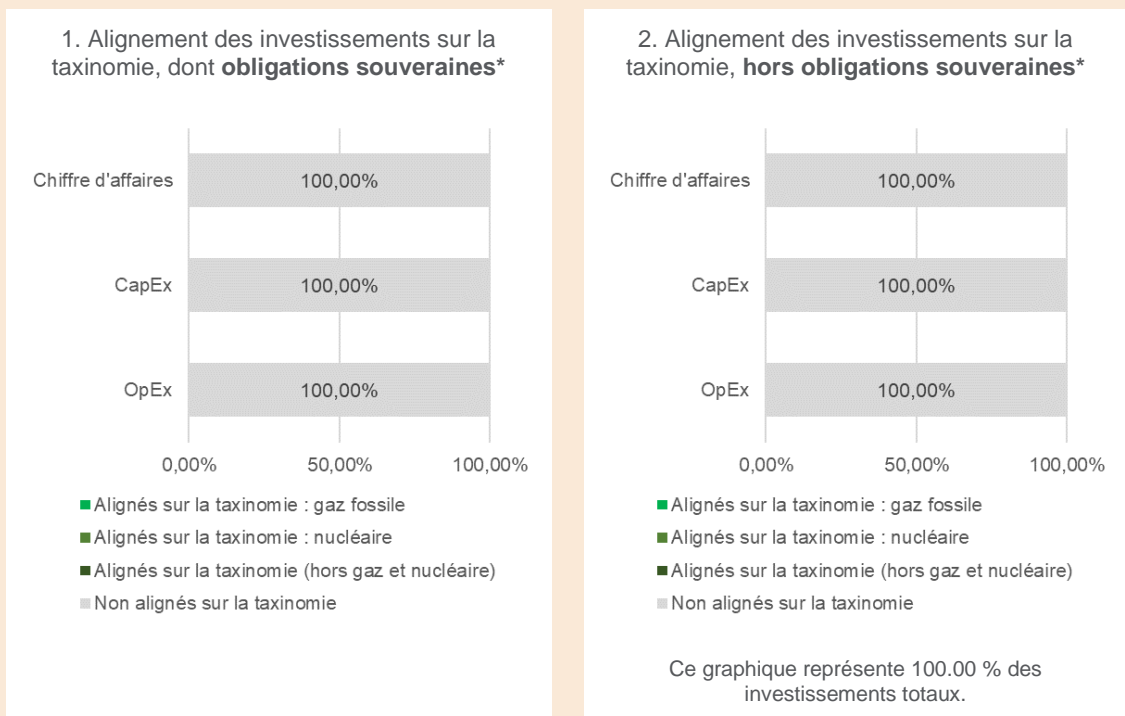 1. Alignement des investissements sur la
taxinomie, dont obligations souveraines*
Chiffre d'affaires
100,00%
CapEx
100,00%
OpEx
100,00%
0,00%
50,00%
100,00%
Alignés sur la taxinomie : gaz fossile
Alignés sur la taxinomie : nucléaire
Alignés sur la taxinomie (hors gaz et nucléaire)
Non alignés sur la taxinomie
2. Alignement des investissements sur la
taxinomie, hors obligations souveraines*
Chiffre d'affaires
100,00%
CapEx
100,00%
OpEx
100,00%
0,00%
50,00%
100,00%
Alignés sur la taxinomie : gaz fossile
Alignés sur la taxinomie : nucléaire
Alignés sur la taxinomie (hors gaz et nucléaire)
Non alignés sur la taxinomie
Ce graphique représente 100.00 % des
investissements totaux.